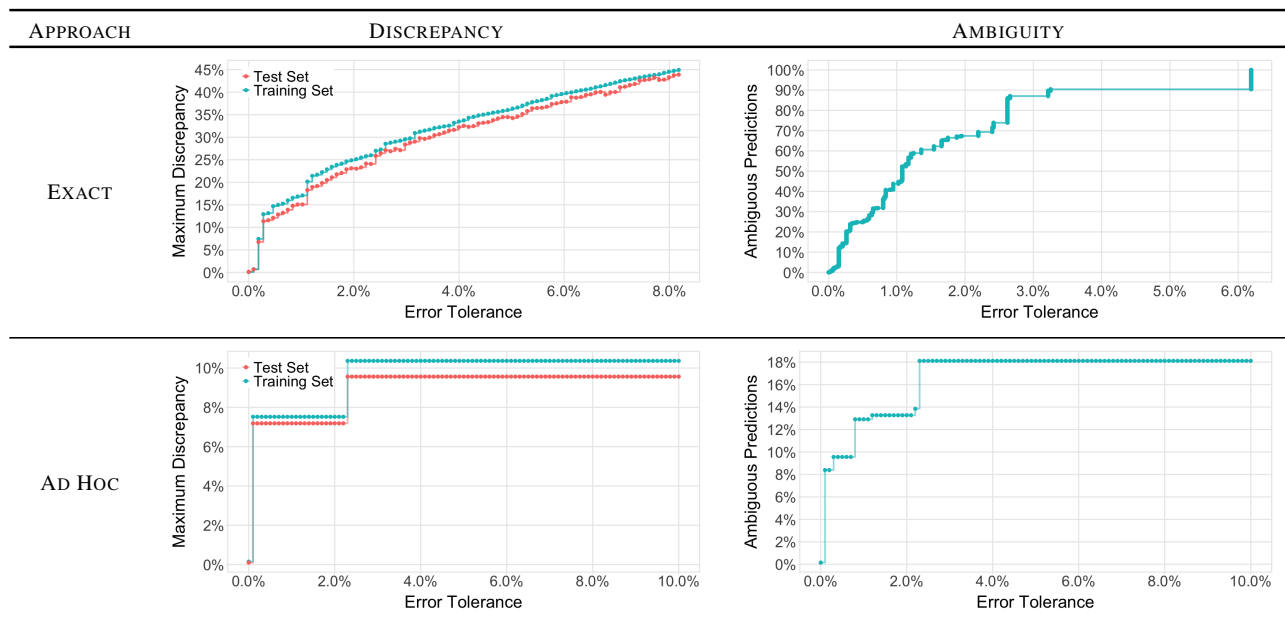 APPROACH DISCREPANCY AMBIGUITY
EXACT
Maximum Discrepancy
45%
40%
35%
30%
25%
20%
15%
10%
5%
0%
Test Set
Training Set
0.0% 2.0% 4.0% 6.0% 8.0%
Error Tolerance
Ambiguous Predictions
100%
90%
80%
70%
60%
50%
40%
30%
20%
10%
0%
0.0% 1.0% 2.0% 3.0% 4.0% 5.0% 6.0%
Error Tolerance
AD HOC
Maximum Discrepancy
10%
8%
6%
4%
2%
0%
Test Set
Training Set
0.0% 2.0% 4.0% 6.0% 8.0% 10.0%
Error Tolerance
Ambiguous Predictions
18%
16%
14%
12%
10%
8%
6%
4%
2%
0%
0.0% 2.0% 4.0% 6.0% 8.0% 10.0%
Error Tolerance